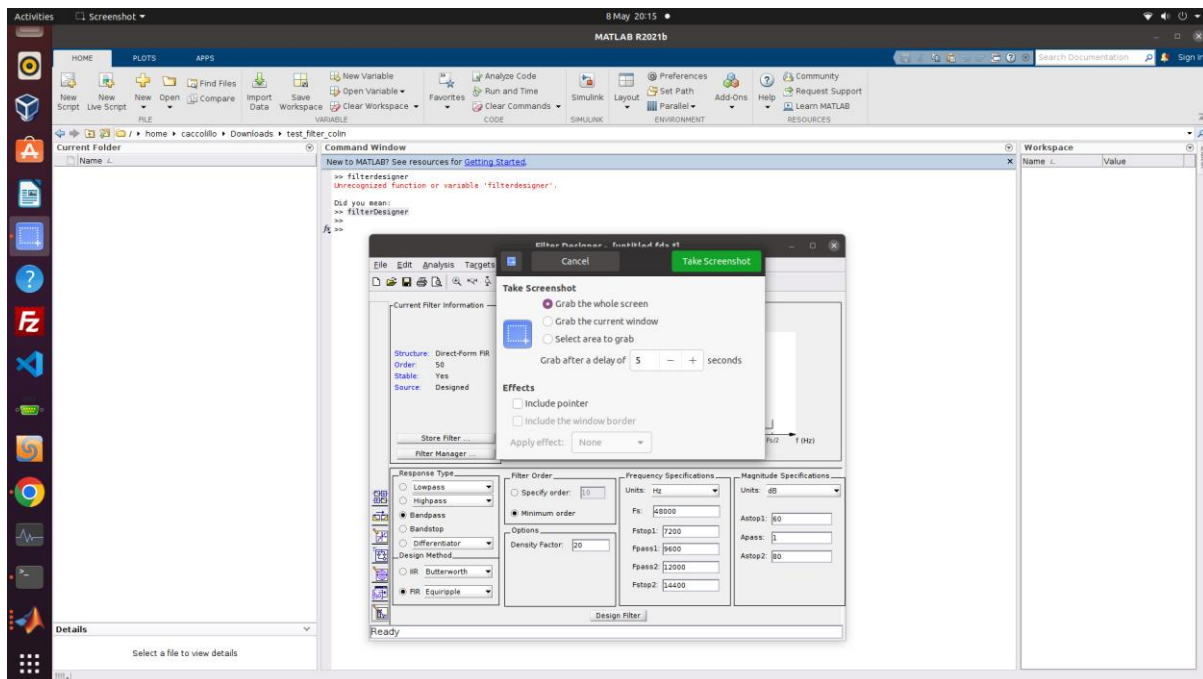 Activities
Screenshot
8 May 20:15
MATLAB R2021b
HOME PLOTS APPS
Search Documentation
Sign In
New Script
New Live Script
New
Open
Find Files
Compare
Import Data
Save Workspace
New Variable
Open Variable
Clear Workspace
Favorites
Analyze Code
Run and Time
Clear Commands
Simulink
Layout
Preferences
Set Path
Parallel
Add-Ons
Help
Community
Request Support
Learn MATLAB
FILE VARIABLE CODE SIMULINK ENVIRONMENT RESOURCES
/ home caccolillo Downloads test_filter_colin
Current Folder
Name
Command Window
New to MATLAB? See resources for Getting Started.
>> filterdesigner
Unrecognized function or variable 'filterdesigner'.
Did you mean:
>> filterDesigner
>>
fx >>
Workspace
Name Value
Filter Designer - [untitled.fda *]
File Edit Analysis Targets
Cancel
Take Screenshot
Take Screenshot
Grab the whole screen
Grab the current window
Select area to grab
Grab after a delay of 5 - + seconds
Effects
Include pointer
Include the window border
Apply effect: None
Current Filter Information
Structure: Direct-Form FIR
Order: 50
Stable: Yes
Source: Designed
Store Filter ...
Filter Manager ...
Fs/2 f (Hz)
Response Type
Lowpass
Highpass
Bandpass
Bandstop
Differentiator
Design Method
IIR Butterworth
FIR Equiripple
Filter Order
Specify order: 10
Minimum order
Options
Density Factor: 20
Frequency Specifications
Units: Hz
Fs: 48000
Fstop1: 7200
Fpass1: 9600
Fpass2: 12000
Fstop2: 14400
Magnitude Specifications
Units: dB
Astop1: 60
Apass: 1
Astop2: 80
Design Filter
Ready
Details
Select a file to view details